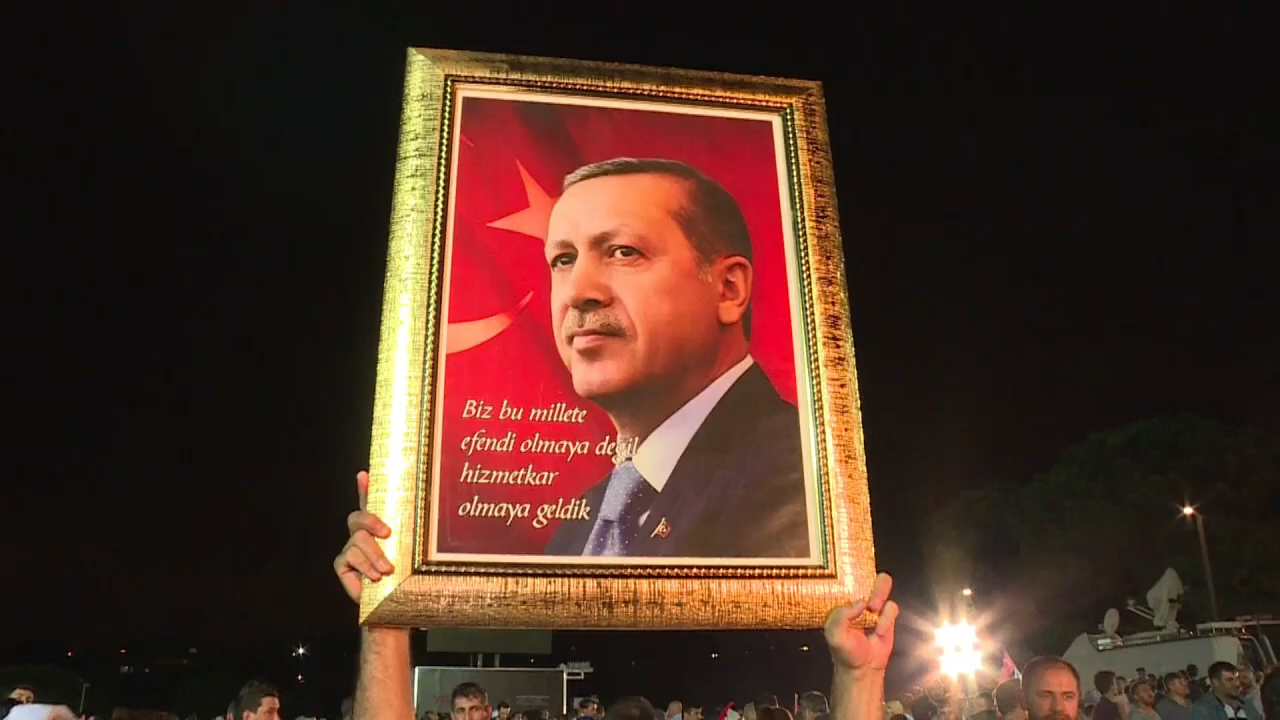 Biz bu millete
efendi olmaya değil
hizmetkar
olmaya geldik